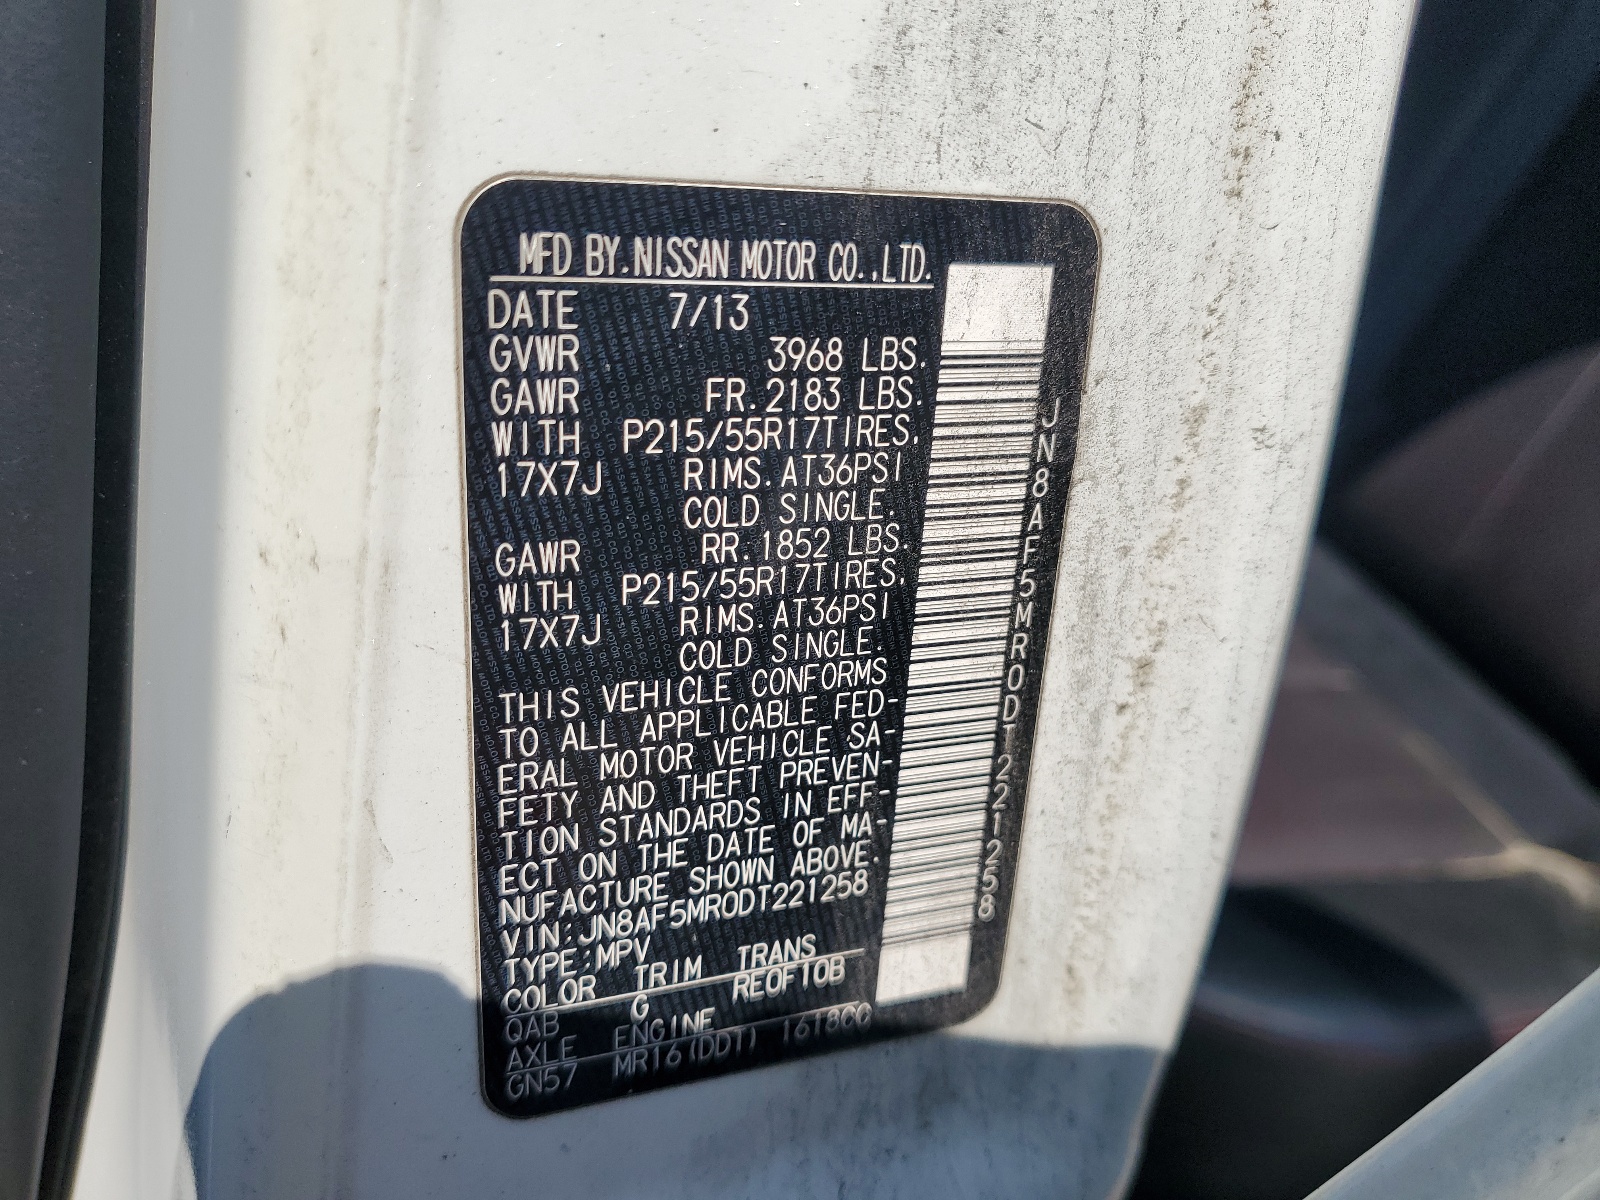 MFD BY.NISSAN MOTOR CO.,LTD.
DATE 7/13
GVWR 3968 LBS.
GAWR FR.2183 LBS.
WITH P215/55R17TIRES.
17X7J RIMS.AT36PSI
COLD SINGLE.
GAWR RR.1852 LBS.
WITH P215/55R17TIRES.
17X7J RIMS.AT36PSI
COLD SINGLE.
THIS VEHICLE CONFORMS
TO ALL APPLICABLE FED-
ERAL MOTOR VEHICLE SA-
FETY AND THEFT PREVEN-
TION STANDARDS IN EFF-
ECT ON THE DATE OF MA-
NUFACTURE SHOWN ABOVE.
VIN:JN8AF5MR0DT221258
TYPE:MPV
COLOR TRIM TRANS
QAB G RE0F10B
AXLE ENGINE
GN57 MR16(DDT) 1618CC
JN8AF5MR0DT221258